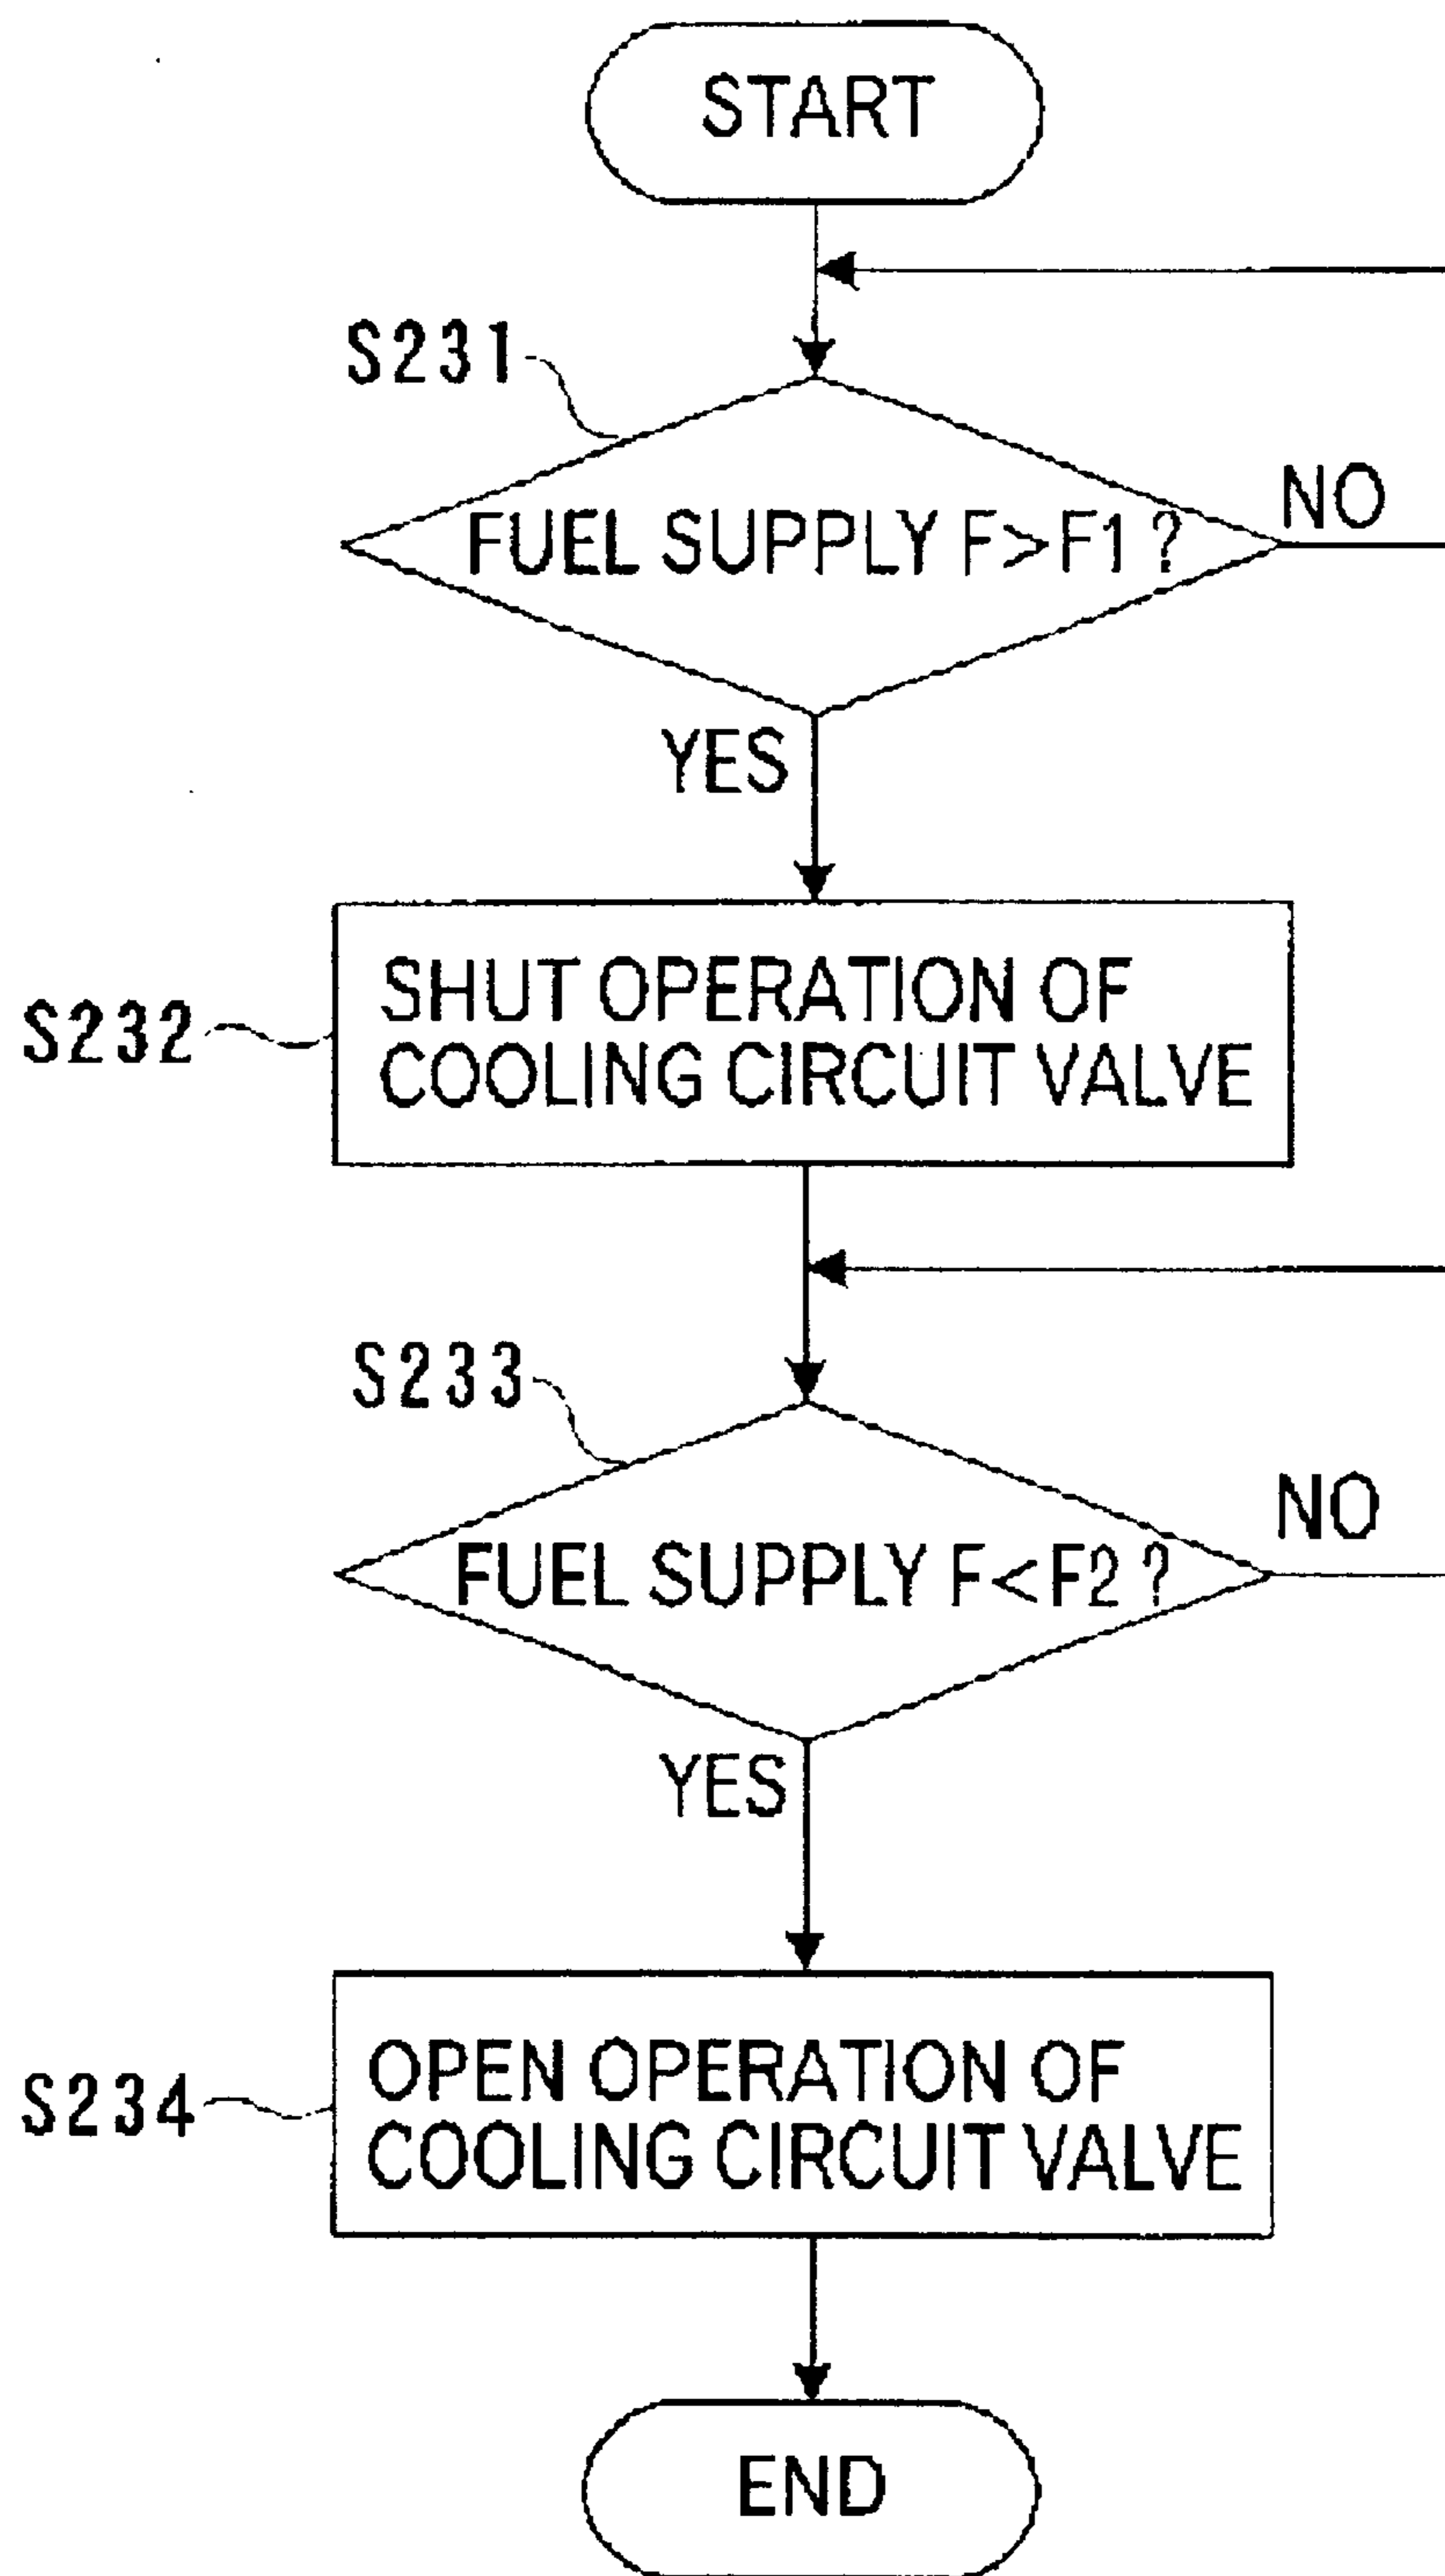 START
S231
FUEL SUPPLY F>F1 ?
NO
YES
S232
SHUT OPERATION OF
COOLING CIRCUIT VALVE
S233
FUEL SUPPLY F<F2 ?
NO
YES
S234
OPEN OPERATION OF
COOLING CIRCUIT VALVE
END